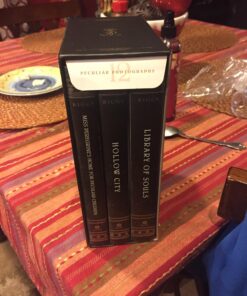 12
PECULIAR PHOTOGRAPHS
RIGGS
MISS PEREGRINE'S HOME FOR PECULIAR CHILDREN
RIGGS
HOLLOW CITY
RIGGS
LIBRARY OF SOULS